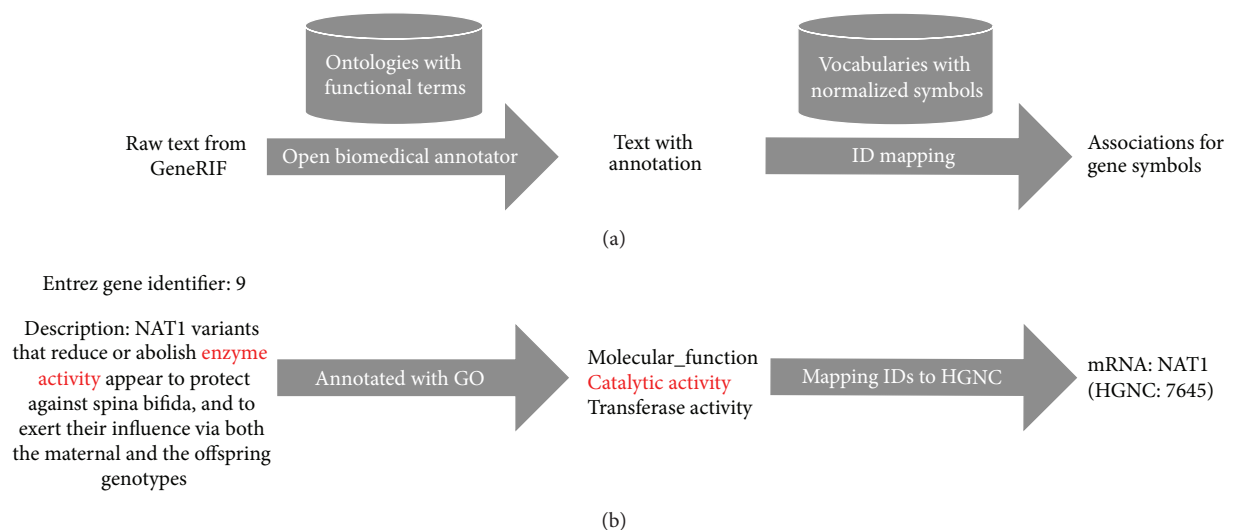 Ontologies with
functional terms
Vocabularies with
normalized symbols
Raw text from
GeneRIF
Open biomedical annotator
Text with
annotation
ID mapping
Associations for
gene symbols
(a)
Entrez gene identifier: 9
Description: NAT1 variants
that reduce or abolish enzyme
activity appear to protect
against spina bifida, and to
exert their influence via both
the maternal and the offspring
genotypes
Annotated with GO
Molecular_function
Catalytic activity
Transferase activity
Mapping IDs to HGNC
mRNA: NAT1
(HGNC: 7645)
(b)